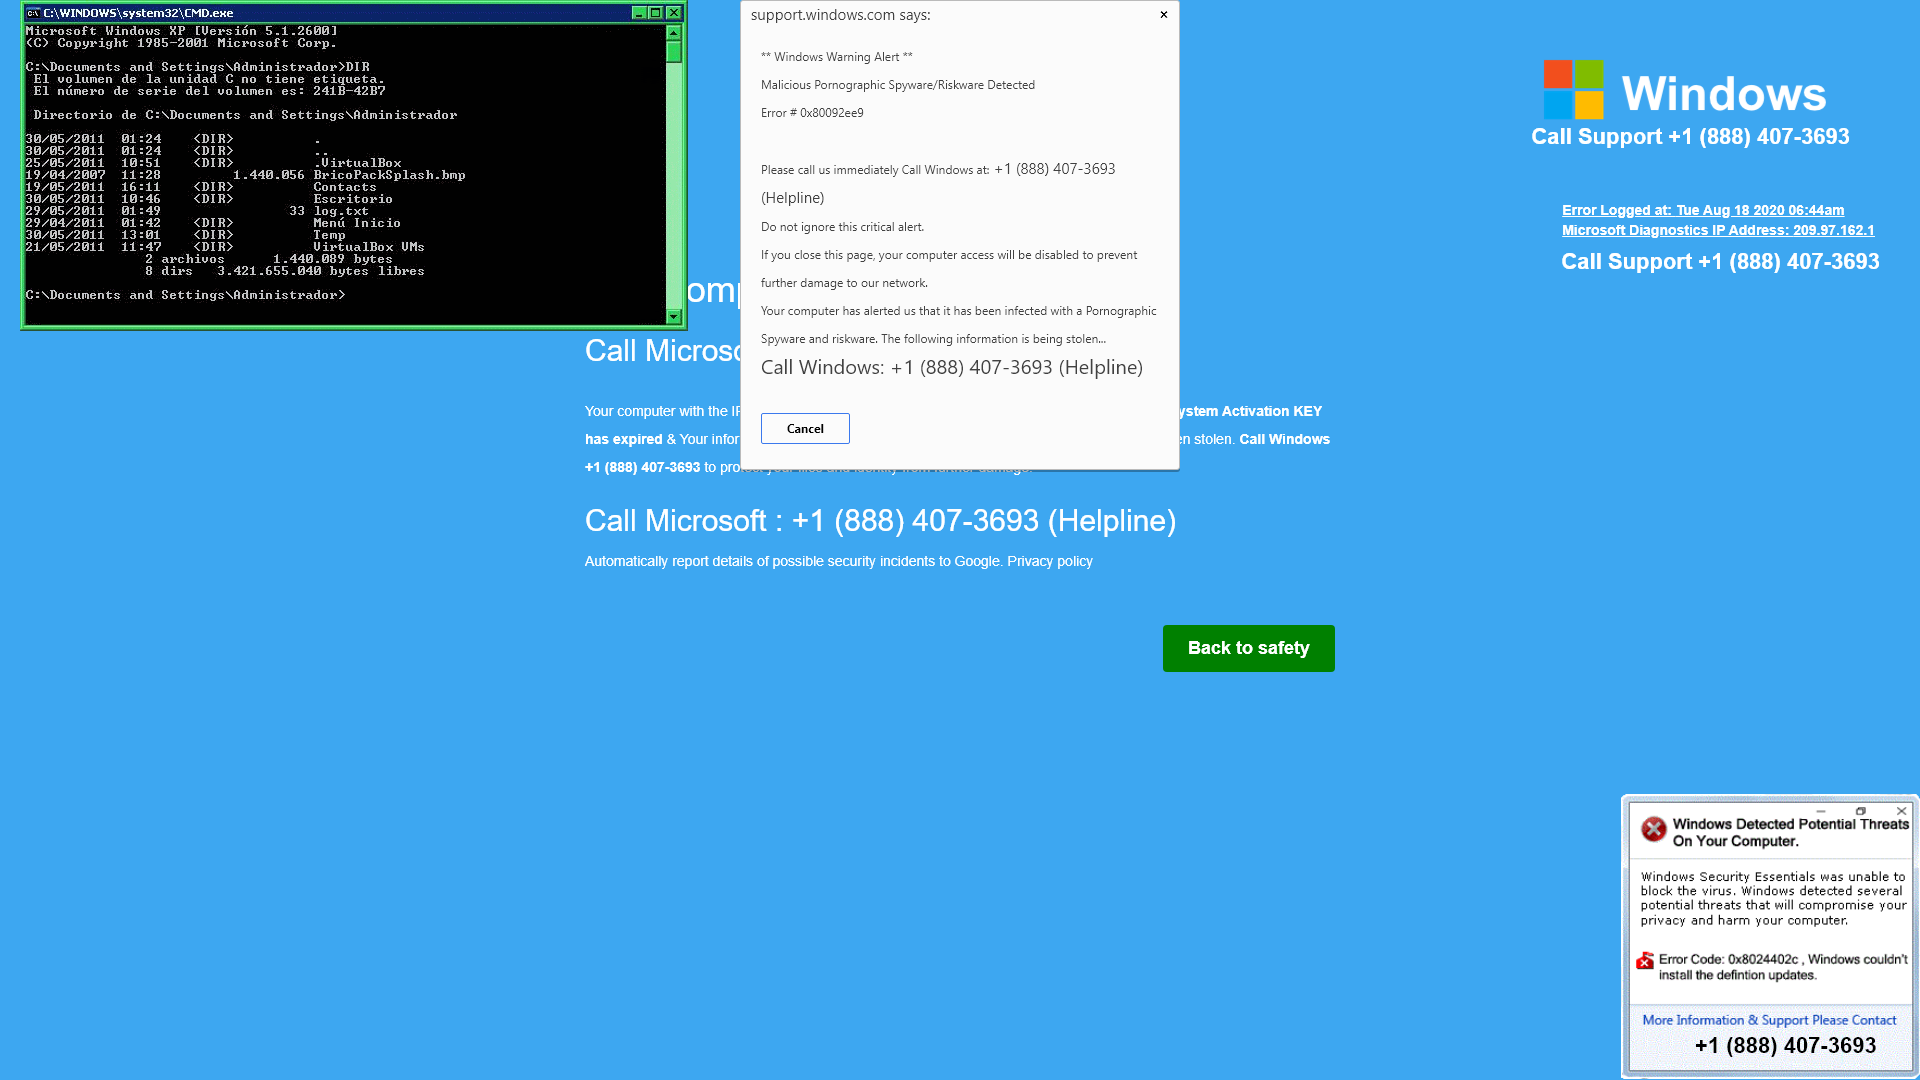 C:\WINDOWS\system32\CMD.exe
Microsoft Windows XP [Versión 5.1.2600]
(C) Copyright 1985-2001 Microsoft Corp.
C:\Documents and Settings\Administrador>DIR
El volumen de la unidad C no tiene etiqueta.
El número de serie del volumen es: 241B-42B7
Directorio de C:\Documents and Settings\Administrador
30/05/2011 01:24 <DIR> .
30/05/2011 01:24 <DIR> ..
25/05/2011 10:51 <DIR> .VirtualBox
19/04/2007 11:28 1.440.056 BricoPackSplash.bmp
19/05/2011 16:11 <DIR> Contacts
30/05/2011 10:46 <DIR> Escritorio
29/05/2011 01:49 33 log.txt
29/04/2011 01:42 <DIR> Menú Inicio
30/05/2011 13:01 <DIR> Temp
21/05/2011 11:47 <DIR> VirtualBox VMs
2 archivos 1.440.089 bytes
8 dirs 3.421.655.040 bytes libres
C:\Documents and Settings\Administrador>
support.windows.com says:
** Windows Warning Alert **
Malicious Pornographic Spyware/Riskware Detected
Error # 0x80092ee9
Please call us immediately Call Windows at: +1 (888) 407-3693
(Helpline)
Do not ignore this critical alert.
If you close this page, your computer access will be disabled to prevent
further damage to our network.
Your computer has alerted us that it has been infected with a Pornographic
Spyware and riskware. The following information is being stolen...
Call Windows: +1 (888) 407-3693 (Helpline)
Cancel
Windows
Call Support +1 (888) 407-3693
Error Logged at: Tue Aug 18 2020 06:44am
Microsoft Diagnostics IP Address: 209.97.162.1
Call Support +1 (888) 407-3693
Call
Your computer with the System Activation KEY
has expired & Your stolen. Call Windows
+1 (888) 407-3693 to
Call Microsoft : +1 (888) 407-3693 (Helpline)
Automatically report details of possible security incidents to Google. Privacy policy
Back to safety
Windows Detected Potential Threats
On Your Computer.
Windows Security Essentials was unable to
block the virus. Windows detected several
potential threats that will compromise your
privacy and harm your computer.
Error Code: 0x8024402c , Windows couldn't
install the defintion updates.
More Information & Support Please Contact
+1 (888) 407-3693